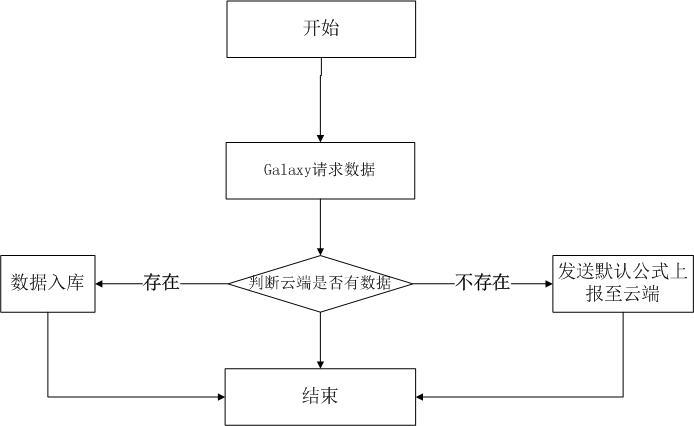 开始
Galaxy请求数据
数据入库
存在
判断云端是否有数据
不存在
发送默认公式上
报至云端
结束